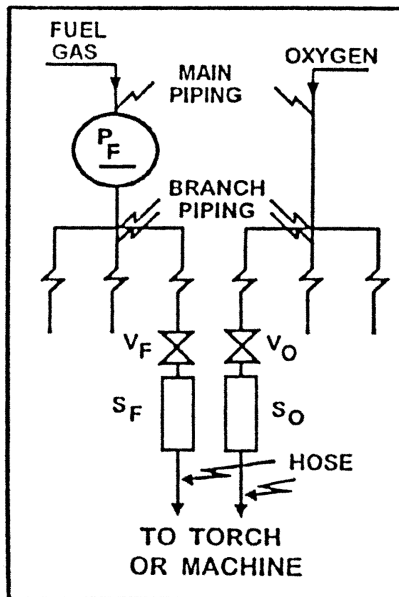 FUEL
GAS
OXYGEN
MAIN
PIPING
PF
BRANCH
PIPING
VF
VO
SF
SO
HOSE
TO TORCH
OR MACHINE